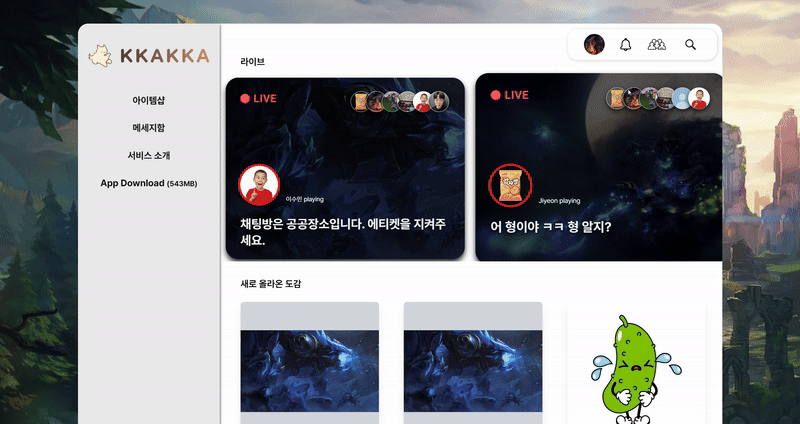 KKAKKA
아이템샵
메세지함
서비스 소개
App Download (543MB)
라이브
LIVE
이수민 playing
채팅방은 공공장소입니다. 에티켓을 지켜주
세요.
LIVE
Jiyeon playing
어 형이야 ㅋㅋ 형 알지?
새로 올라온 도감